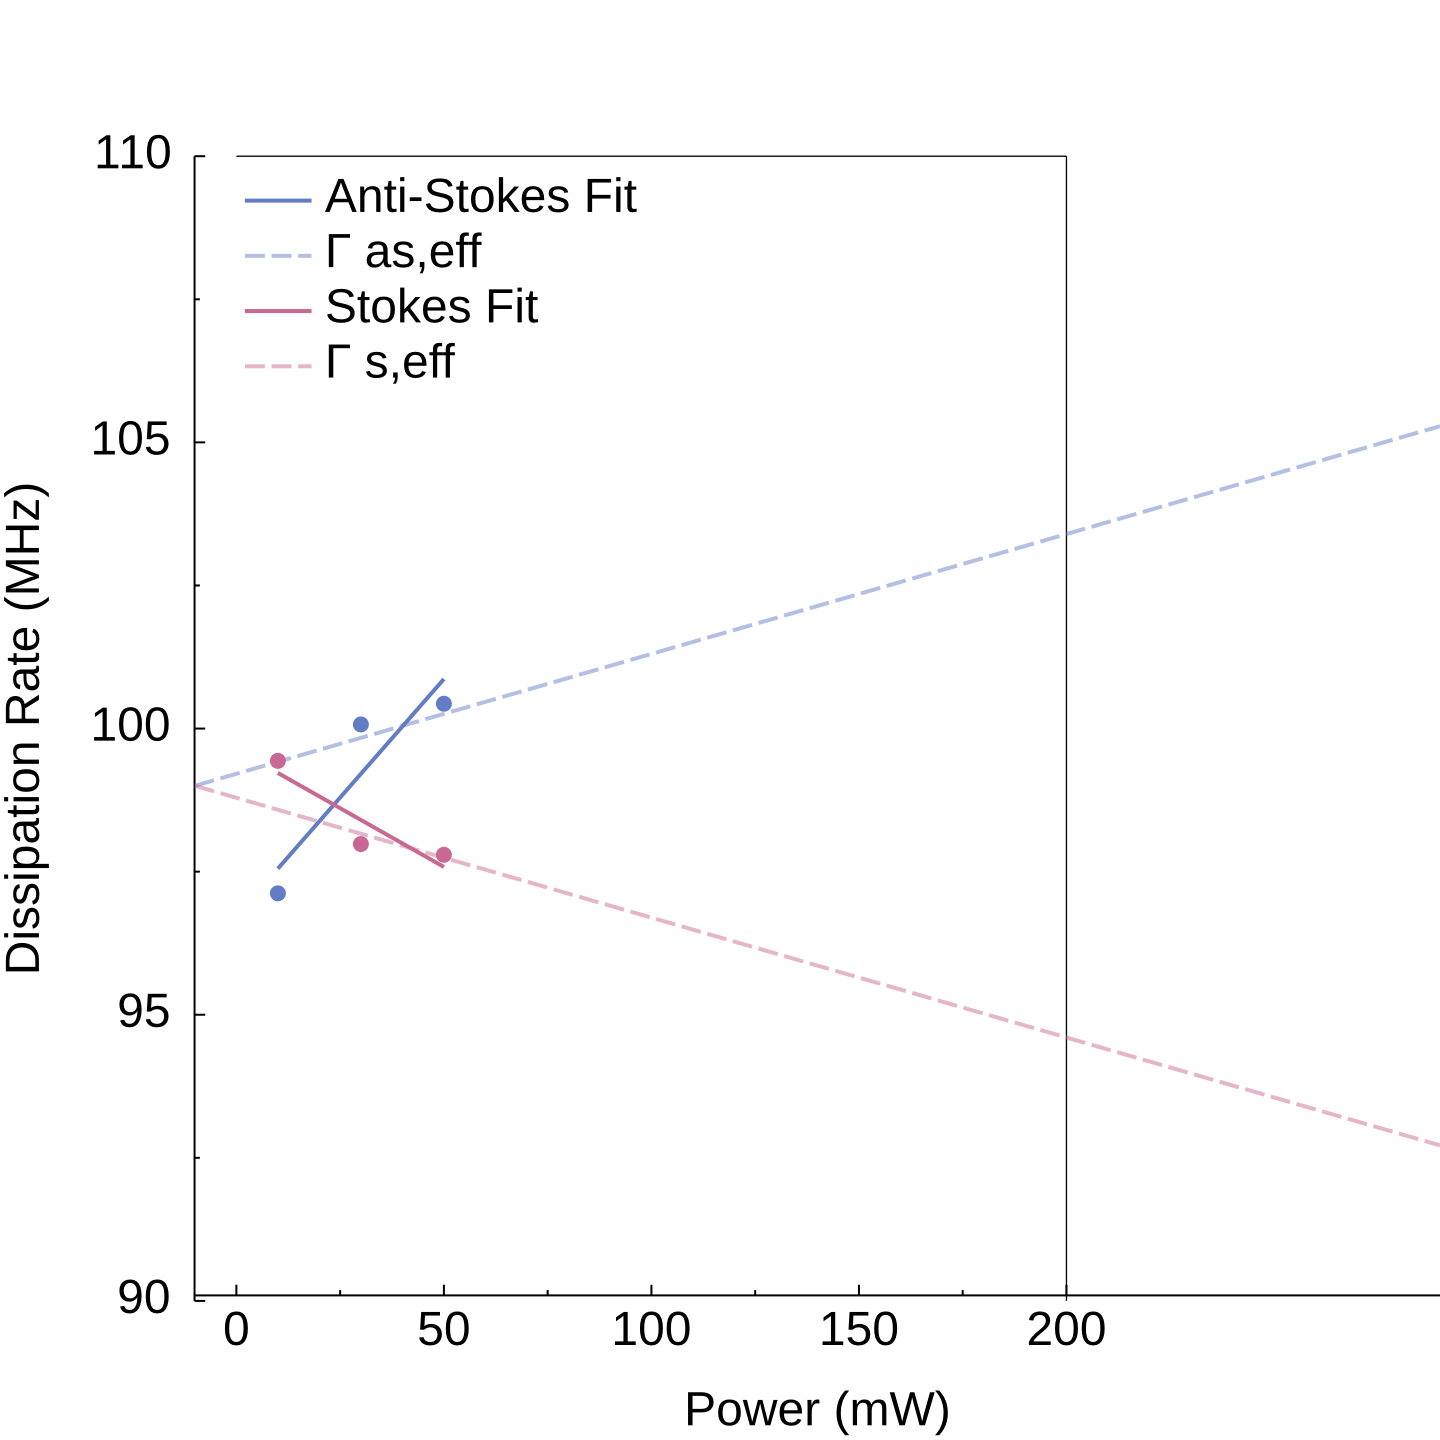 110
Anti-Stokes Fit
Γ as,eff
Stokes Fit
Γ s,eff
105
100
95
90
Dissipation Rate (MHz)
0 50 100 150 200
Power (mW)